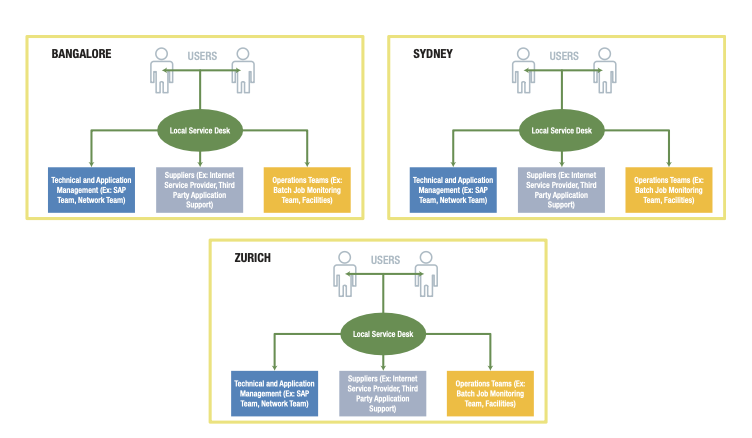 BANGALORE
USERS
Local Service Desk
Technical and Application
Management (Ex: SAP
Team, Network Team)
Suppliers (Ex: Internet
Service Provider, Third
Party Application
Support)
Operations Teams (Ex:
Batch Job Monitoring
Team, Facilities)
SYDNEY
USERS
Local Service Desk
Technical and Application
Management (Ex: SAP
Team, Network Team)
Suppliers (Ex: Internet
Service Provider, Third
Party Application
Support)
Operations Teams (Ex:
Batch Job Monitoring
Team, Facilities)
ZURICH
USERS
Local Service Desk
Technical and Application
Management (Ex: SAP
Team, Network Team)
Suppliers (Ex: Internet
Service Provider, Third
Party Application
Support)
Operations Teams (Ex:
Batch Job Monitoring
Team, Facilities)